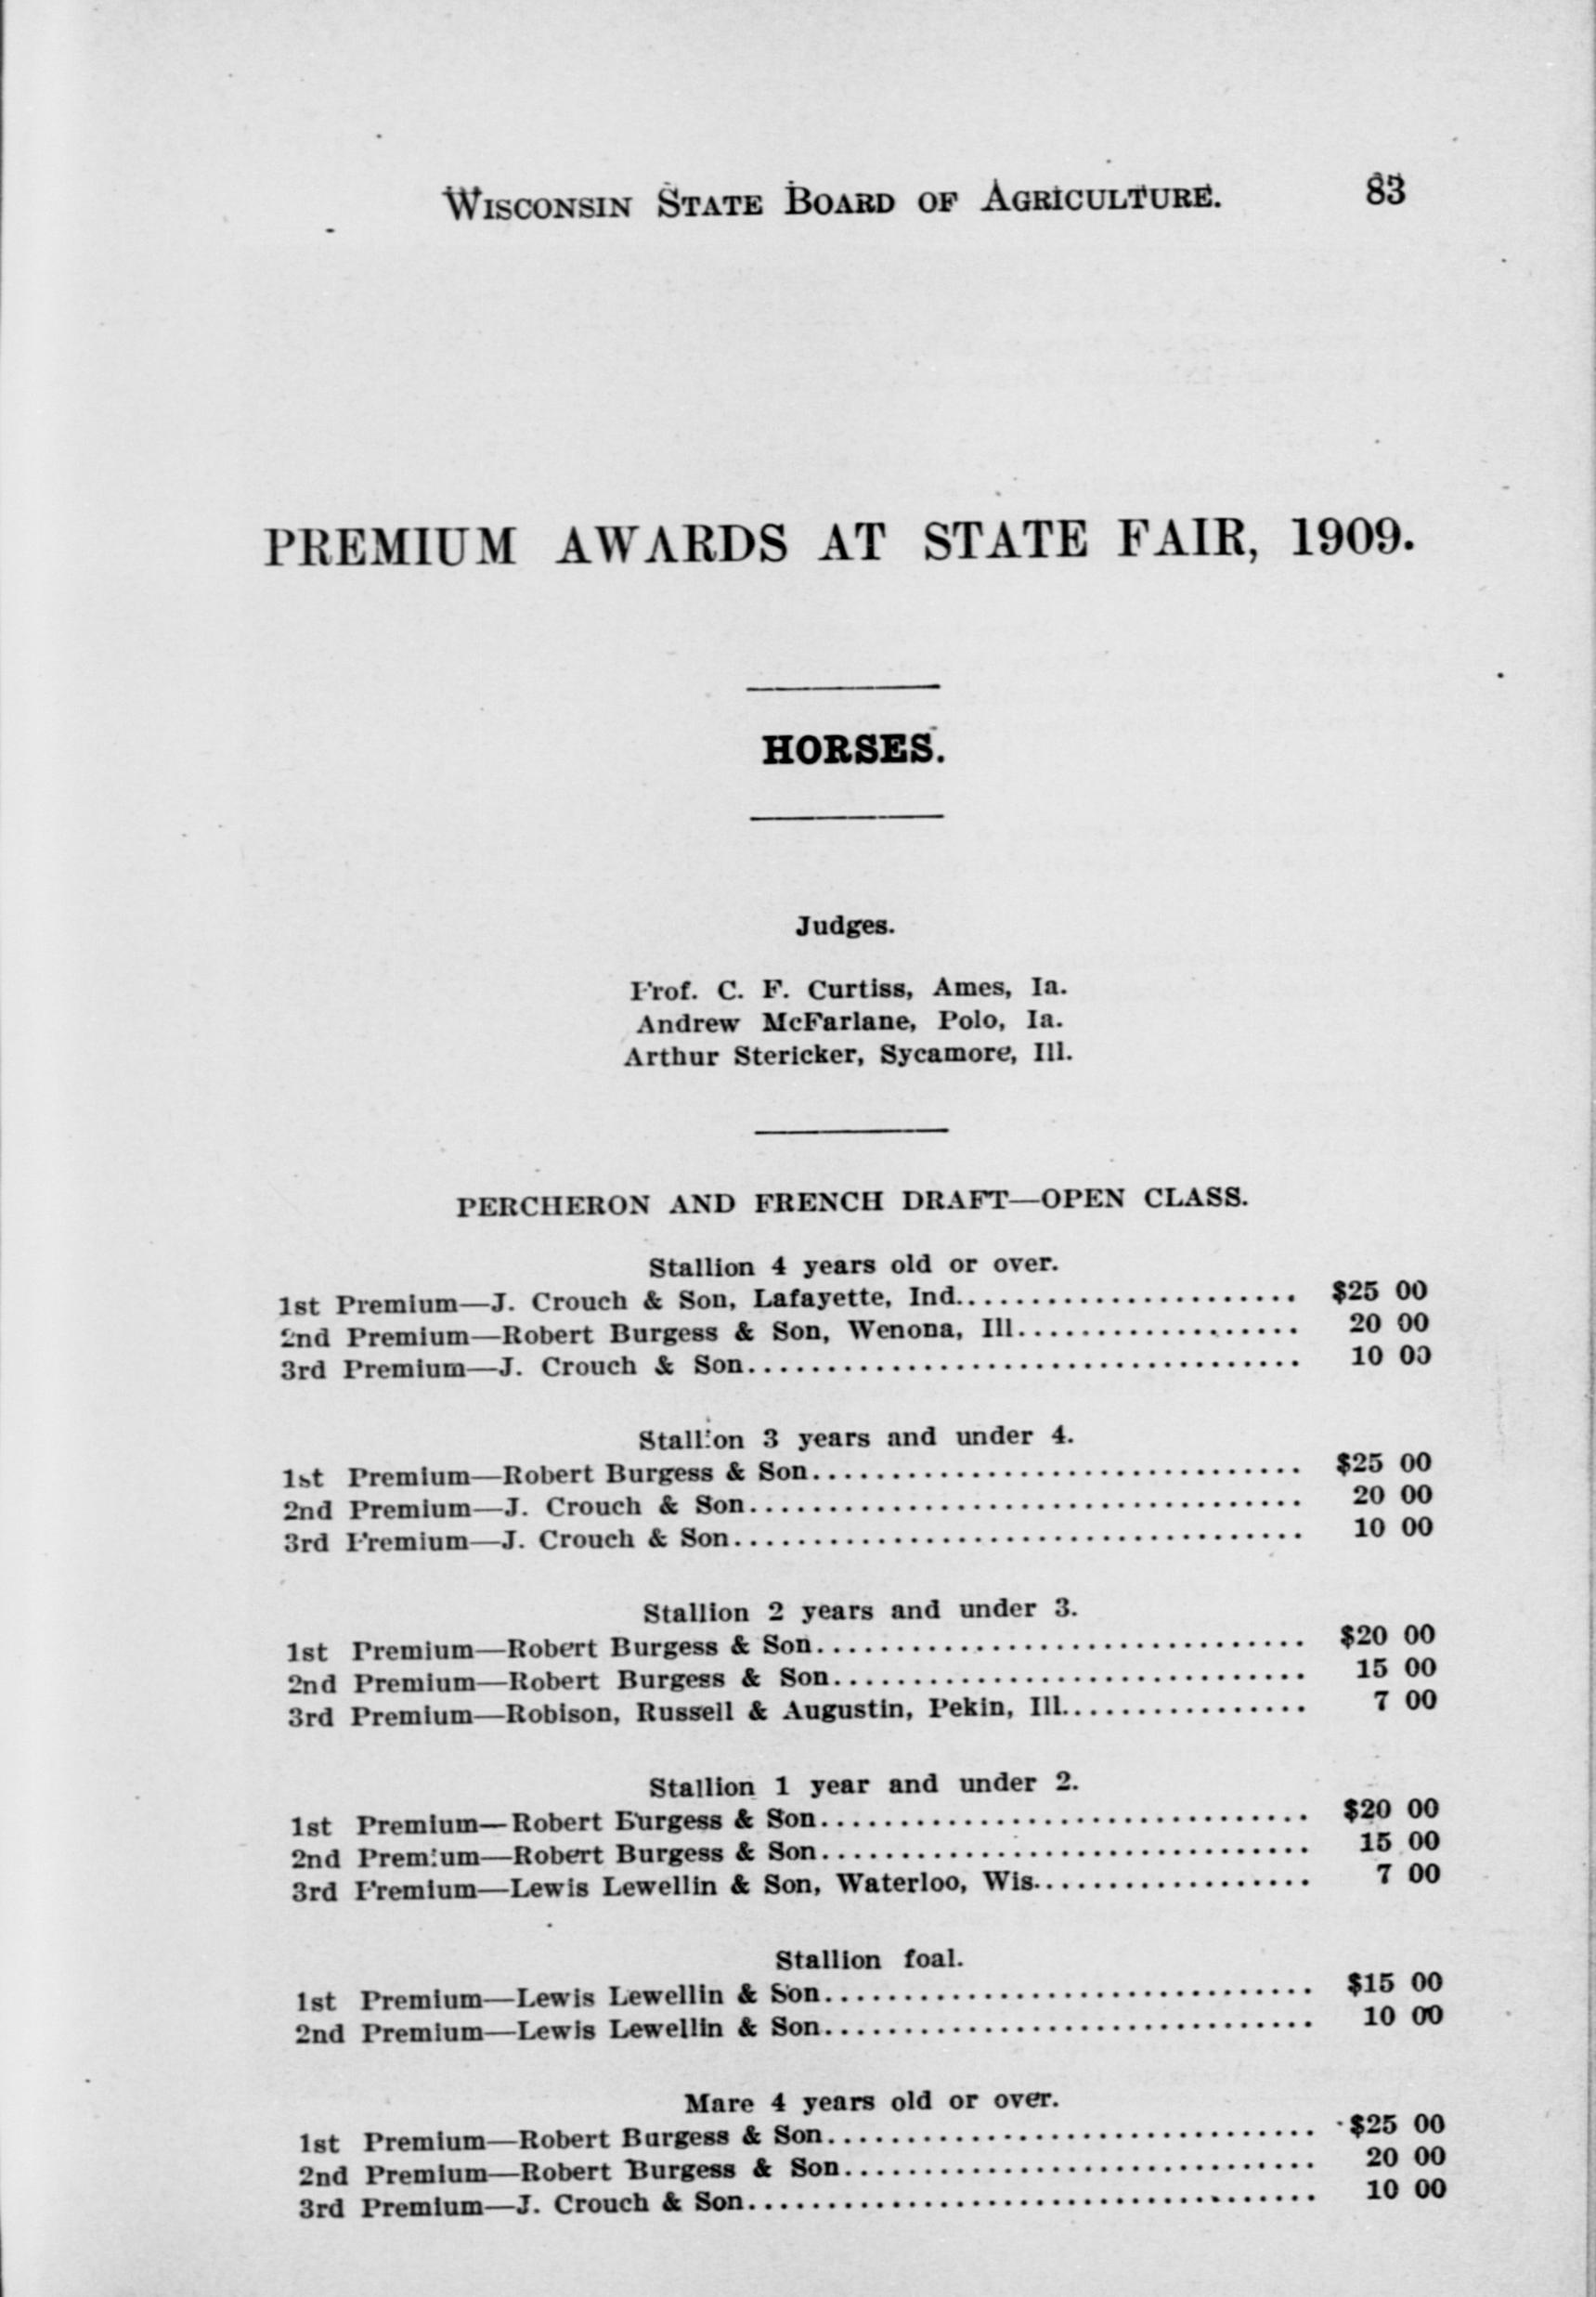 WISCONSIN STATE BOARD OF AGRICULTURE. 83
PREMIUM AWARDS AT STATE FAIR, 1909.
HORSES.
Judges.
Prof. C. F. Curtiss, Ames, Ia.
Andrew McFarlane, Polo, Ia.
Arthur Stericker, Sycamore, Ill.
PERCHERON AND FRENCH DRAFT—OPEN CLASS.
Stallion 4 years old or over.
1st Premium—J. Crouch & Son, Lafayette, Ind........................ $25 00
2nd Premium—Robert Burgess & Son, Wenona, Ill.................... 20 00
3rd Premium—J. Crouch & Son................................... 10 00
Stallion 3 years and under 4.
1st Premium—Robert Burgess & Son............................... $25 00
2nd Premium—J. Crouch & Son................................... 20 00
3rd Premium—J. Crouch & Son.................................... 10 00
Stallion 2 years and under 3.
1st Premium—Robert Burgess & Son............................... $20 00
2nd Premium—Robert Burgess & Son.............................. 15 00
3rd Premium—Robison, Russell & Augustin, Pekin, Ill................ 7 00
Stallion 1 year and under 2.
1st Premium—Robert Burgess & Son............................... $20 00
2nd Premium—Robert Burgess & Son............................... 15 00
3rd Premium—Lewis Lewellin & Son, Waterloo, Wis.................. 7 00
Stallion foal.
1st Premium—Lewis Lewellin & Son............................... $15 00
2nd Premium—Lewis Lewellin & Son............................... 10 00
Mare 4 years old or over.
1st Premium—Robert Burgess & Son............................... $25 00
2nd Premium—Robert Burgess & Son.............................. 20 00
3rd Premium—J. Crouch & Son.................................... 10 00